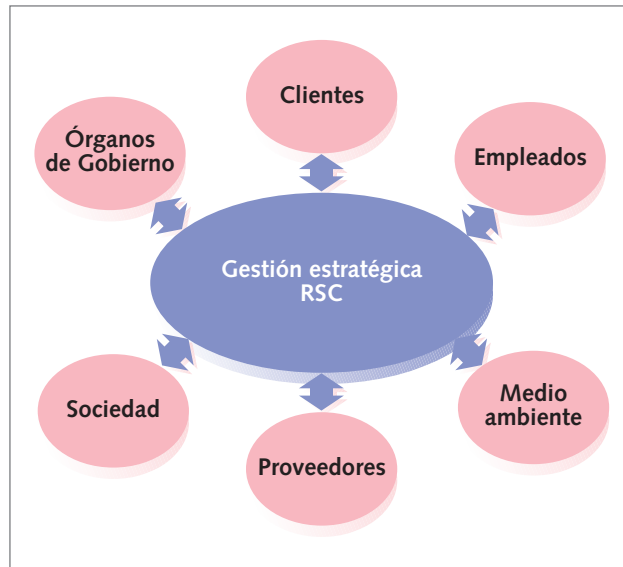 Clientes
Órganos
de Gobierno
Empleados
Gestión estratégica
RSC
Sociedad
Medio
ambiente
Proveedores